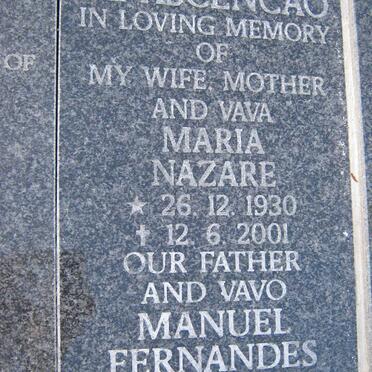 ASCENCAO
IN LOVING MEMORY
OF
MY WIFE, MOTHER
AND VAVA
MARIA
NAZARE
★ 26. 12. 1930
✝ 12. 6. 2001
OUR FATHER
AND VAVO
MANUEL
FERNANDES
OF